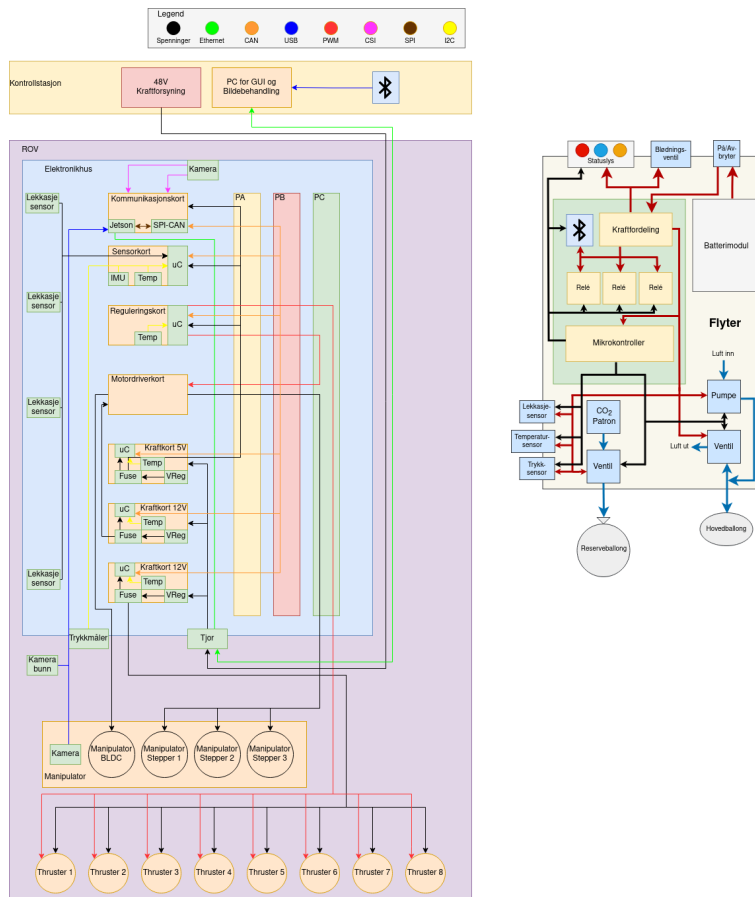 Legend
Spenninger
Ethernet
CAN
USB
PWM
CSI
SPI
I2C
Kontrollstasjon
48V
Kraftforsyning
PC for GUI og
Bildebehandling
ROV
Elektronikhus
Kamera
Lekkasje
sensor
Kommunikasjonskort
Jetson
SPI-CAN
PA
PB
PC
Sensorkort
uC
IMU
Temp
Lekkasje
sensor
Reguleringkort
uC
Temp
Motordriverkort
Lekkasje
sensor
Kraftkort 5V
uC
Temp
Fuse
VReg
Kraftkort 12V
uC
Temp
Fuse
VReg
Lekkasje
sensor
Kraftkort 12V
uC
Temp
Fuse
VReg
Trykkmåler
Tjor
Kamera
bunn
Kamera
Manipulator
Manipulator
BLDC
Manipulator
Stepper 1
Manipulator
Stepper 2
Manipulator
Stepper 3
Thruster 1
Thruster 2
Thruster 3
Thruster 4
Thruster 5
Thruster 6
Thruster 7
Thruster 8
Statuslys
Blødnings-
ventil
På/Av-
bryter
Kraftfordeling
Batterimodul
Relé
Relé
Relé
Flyter
Mikrokontroller
Luft inn
Pumpe
Lekkasje-
sensor
CO2
Patron
Temperatur-
sensor
Luft ut
Ventil
Trykk-
sensor
Ventil
Hovedballong
Reserveballong